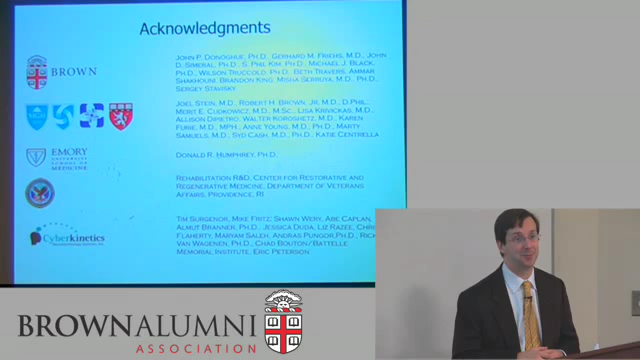 Acknowledgments
JOHN P. DONOGHUE, PH.D., GERHARD M. FRIEHS, M.D., JOHN
D. SIMERAL, PH.D., S. PHIL KIM, PH.D., MICHAEL J. BLACK,
PH.D., WILSON TRUCCOLO, PH.D., BETH TRAVERS, AMMAR
SHAIKHOUNI, BRANDON KING, MISHA SERRUYA, M.D., PH.D.,
SERGEY STAVISKY
BROWN
JOEL STEIN, M.D., ROBERT H. BROWN, JR, M.D., D.PHIL.,
MERIT E. CUDKOWICZ, M.D., M.SC., LISA KRIVICKAS, M.D.,
ALLISON DIPIETRO, WALTER KOROSHETZ, M.D., KAREN
FURIE, M.D., MPH., ANNE YOUNG, M.D., PH.D., MARTY
SAMUELS, M.D., SYD CASH, M.D., PH.D., KATIE CENTRELLA
EMORY
UNIVERSITY
SCHOOL OF
MEDICINE
DONALD R. HUMPHREY, PH.D.
REHABILITATION R&D, CENTER FOR RESTORATIVE AND
REGENERATIVE MEDICINE, DEPARTMENT OF VETERANS
AFFAIRS, PROVIDENCE, RI
Cyberkinetics
TIM SURGENOR, MIKE FRITZ, SHAWN WERY, ABE CAPLAN,
ALMUT BRANNER, PH.D., JESSICA DUDA, LIZ RAZEE, CHRIS
FLAHERTY, MARYAM SALEH, ANDRAS PUNGOR PH.D., RICK
VAN WAGENEN, PH.D., CHAD BOUTON/BATTELLE
MEMORIAL INSTITUTE, ERIC PETERSON
BROWNALUMNI
ASSOCIATION